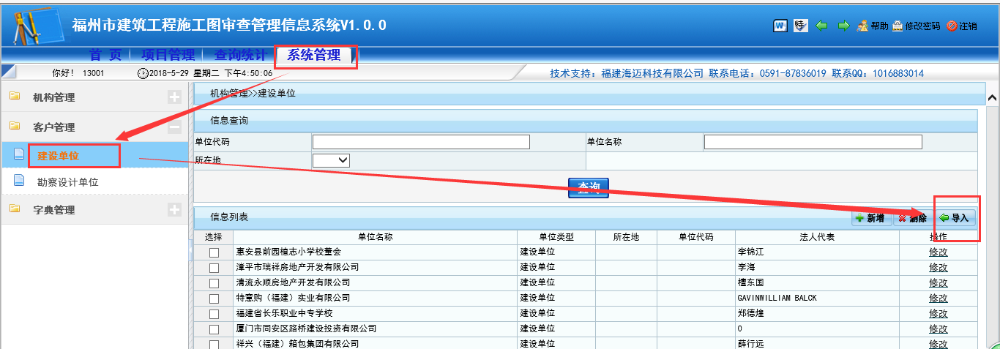 福州市建筑工程施工图审查管理信息系统V1.0.0
W 特 帮助 修改密码 注销
首 页 项目管理 查询统计 系统管理
你好! 13001 2018-5-29 星期二 下午4:50:06 技术支持: 福建海迈科技有限公司 联系电话: 0591-87836019 联系QQ: 1016883014
机构管理
客户管理
建设单位
勘察设计单位
字典管理
机构管理>>建设单位
信息查询
单位代码 单位名称
所在地
查询
信息列表 新增 删除 导入
选择 单位名称 单位类型 所在地 单位代码 法人代表 操作
惠安县前园檀志小学校董会 建设单位 李锦江 修改
漳平市瑞祥房地产开发有限公司 建设单位 李海 修改
清流永顺房地产开发有限公司 建设单位 檀东国 修改
特意购（福建）实业有限公司 建设单位 GAVINWILLIAM BALCK 修改
福建省长乐职业中专学校 建设单位 郑德煌 修改
厦门市同安区路桥建设投资有限公司 建设单位 0 修改
祥兴（福建）箱包集团有限公司 建设单位 薛行远 修改